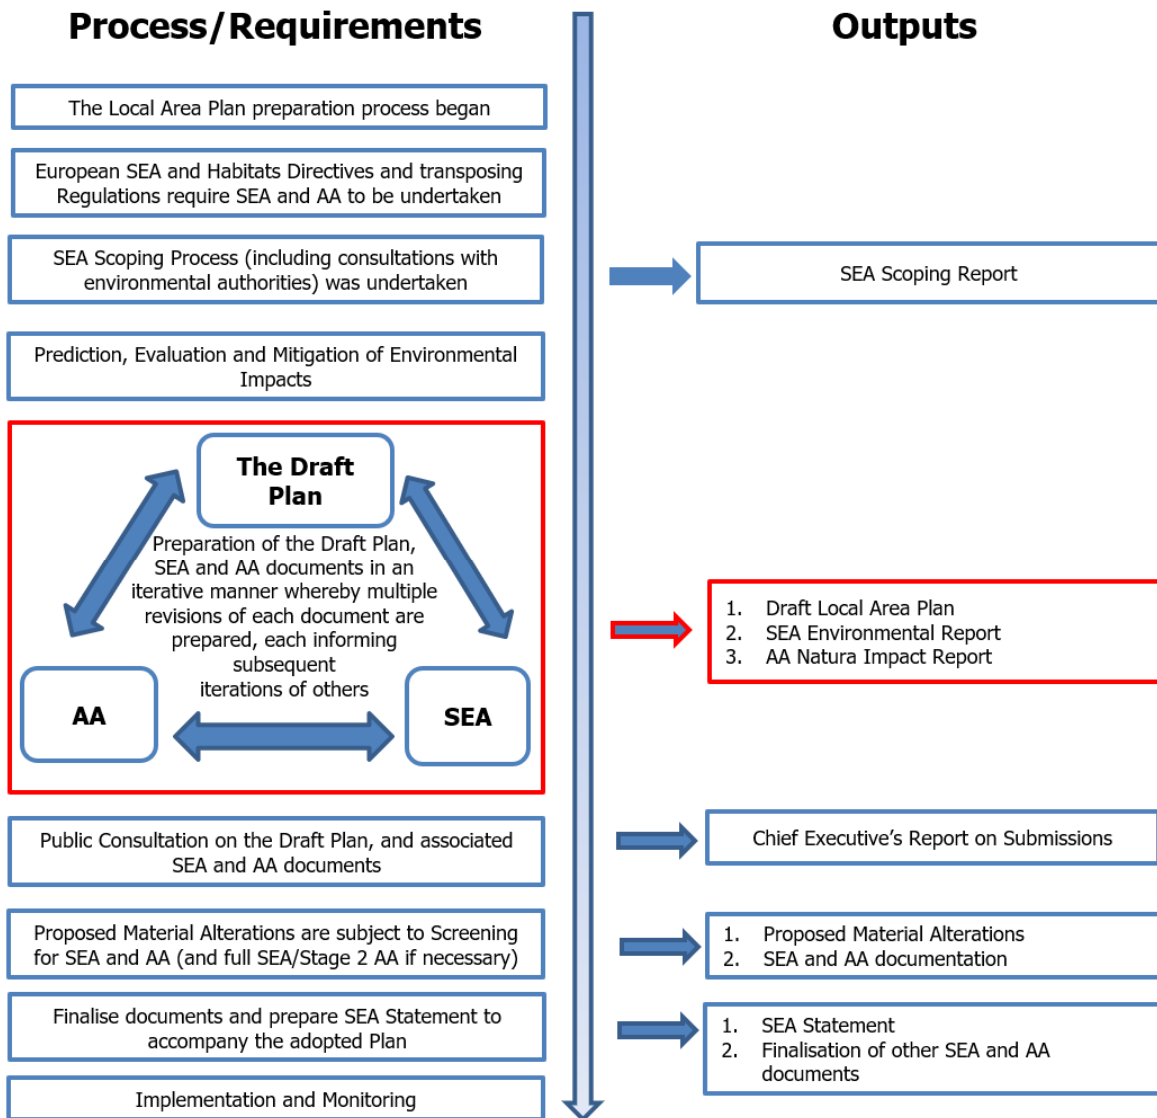 Process/Requirements
Outputs
The Local Area Plan preparation process began
European SEA and Habitats Directives and transposing
Regulations require SEA and AA to be undertaken
SEA Scoping Process (including consultations with
environmental authorities) was undertaken
SEA Scoping Report
Prediction, Evaluation and Mitigation of Environmental
Impacts
The Draft
Plan
Preparation of the Draft Plan,
SEA and AA documents in an
iterative manner whereby multiple
revisions of each document are
prepared, each informing
subsequent
iterations of others
AA
SEA
1. Draft Local Area Plan
2. SEA Environmental Report
3. AA Natura Impact Report
Public Consultation on the Draft Plan, and associated
SEA and AA documents
Chief Executive’s Report on Submissions
Proposed Material Alterations are subject to Screening
for SEA and AA (and full SEA/Stage 2 AA if necessary)
1. Proposed Material Alterations
2. SEA and AA documentation
Finalise documents and prepare SEA Statement to
accompany the adopted Plan
1. SEA Statement
2. Finalisation of other SEA and AA
documents
Implementation and Monitoring